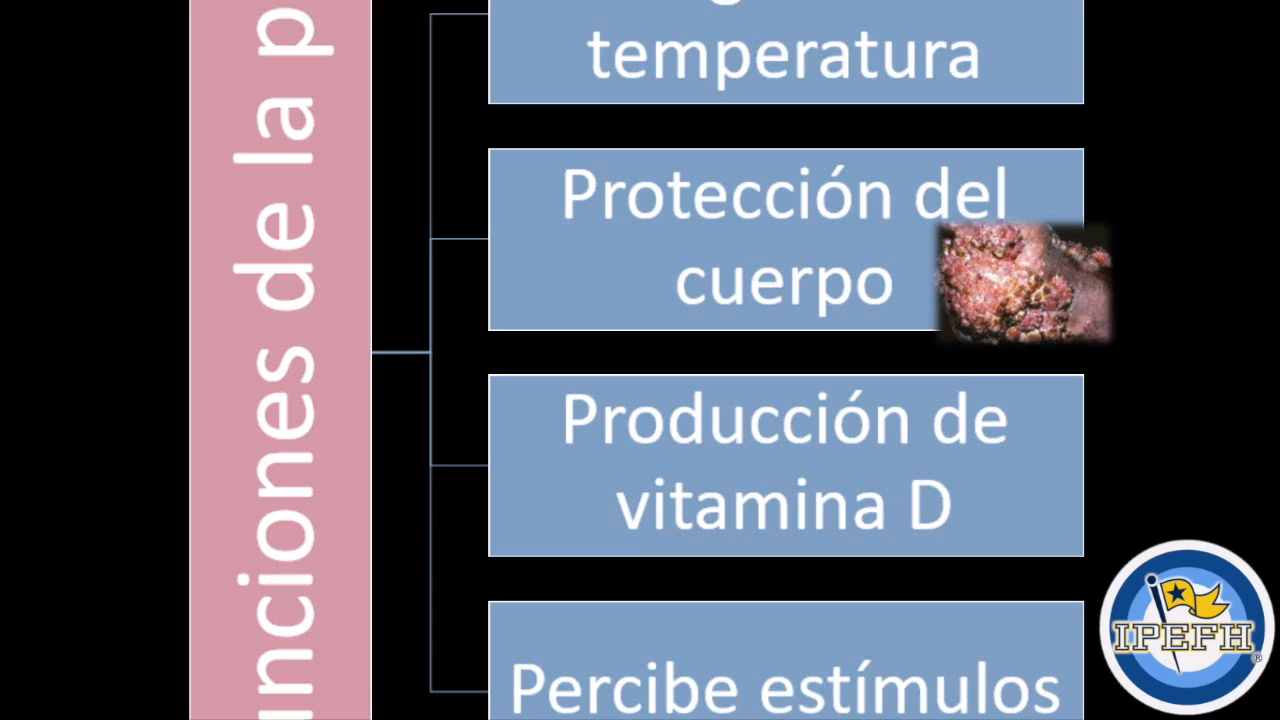 unciones de la p
temperatura
Protección del
cuerpo
Producción de
vitamina D
Percibe estímulos
IPEFH
®